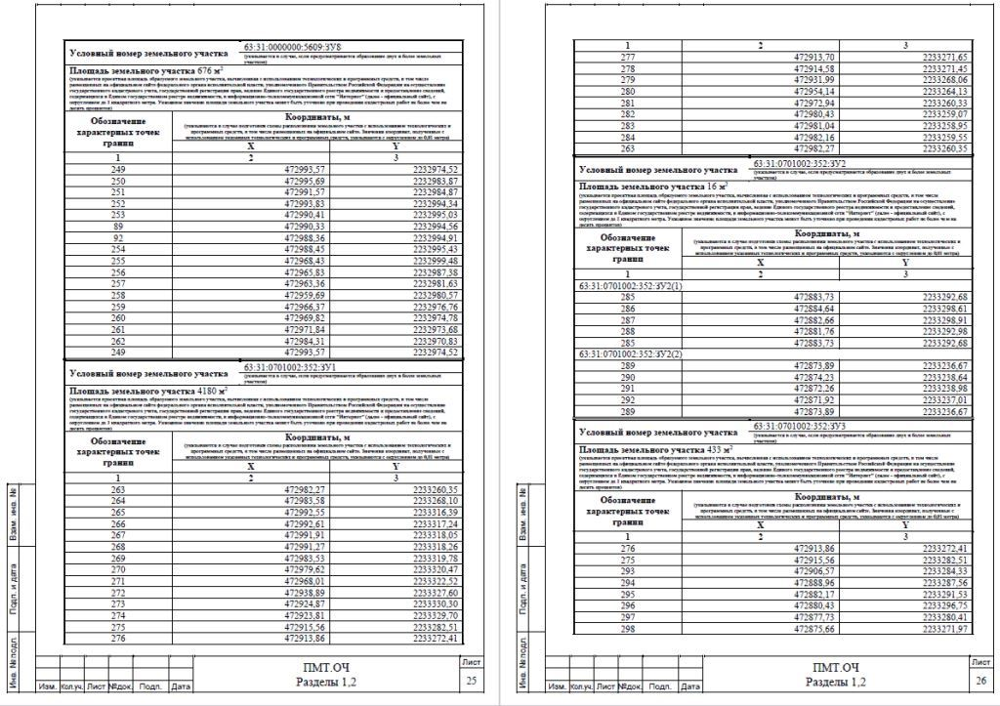 Условный номер земельного участка
63:31:0000000:5609:ЗУ8
(указывается в случае, если предусматривается образование двух и более земельных участков)
Площадь земельного участка 676 м²
(указывается проектная площадь образуемого земельного участка, вычисленная с использованием технологических и программных средств, в том числе
размещенных на официальном сайте федерального органа исполнительной власти, уполномоченного Правительством Российской Федерации на осуществление
государственного кадастрового учета, государственной регистрации прав, ведение Единого государственного реестра недвижимости и предоставление сведений,
содержащихся в Едином государственном реестре недвижимости, в информационно-телекоммуникационной сети "Интернет" (далее - официальный сайт), с
округлением до 1 квадратного метра. Указанное значение площади земельного участка может быть уточнено при проведении кадастровых работ не более чем на
десять процентов)
Обозначение характерных точек границ
Координаты, м
(указываются в случае подготовки схемы расположения земельного участка с использованием технологических и
программных средств, в том числе размещенных на официальном сайте. Значения координат, полученные с
использованием указанных технологических и программных средств, указываются с округлением до 0,01 метра)
X Y
1 2 3
249 472993,57 2232974,52
250 472995,69 2232983,87
251 472991,57 2232984,87
252 472993,83 2232994,34
253 472990,41 2232995,03
89 472990,33 2232994,56
92 472988,36 2232994,91
254 472988,45 2232995,43
255 472968,43 2232999,48
256 472965,83 2232987,38
257 472963,36 2232981,63
258 472959,69 2232980,57
259 472966,37 2232976,76
260 472969,82 2232974,78
261 472971,84 2232973,68
262 472984,31 2232970,83
249 472993,57 2232974,52
Условный номер земельного участка
63:31:0701002:352:ЗУ1
(указывается в случае, если предусматривается образование двух и более земельных участков)
Площадь земельного участка 4180 м²
(указывается проектная площадь образуемого земельного участка, вычисленная с использованием технологических и программных средств, в том числе
размещенных на официальном сайте федерального органа исполнительной власти, уполномоченного Правительством Российской Федерации на осуществление
государственного кадастрового учета, государственной регистрации прав, ведение Единого государственного реестра недвижимости и предоставление сведений,
содержащихся в Едином государственном реестре недвижимости, в информационно-телекоммуникационной сети "Интернет" (далее - официальный сайт), с
округлением до 1 квадратного метра. Указанное значение площади земельного участка может быть уточнено при проведении кадастровых работ не более чем на
десять процентов)
Обозначение характерных точек границ
Координаты, м
(указываются в случае подготовки схемы расположения земельного участка с использованием технологических и
программных средств, в том числе размещенных на официальном сайте. Значения координат, полученные с
использованием указанных технологических и программных средств, указываются с округлением до 0,01 метра)
X Y
1 2 3
263 472982,27 2233260,35
264 472983,58 2233268,10
265 472992,55 2233316,39
266 472992,61 2233317,24
267 472991,91 2233318,05
268 472991,27 2233318,26
269 472983,53 2233319,78
270 472979,62 2233320,47
271 472968,01 2233322,52
272 472938,89 2233327,60
273 472924,87 2233330,30
274 472923,81 2233329,70
275 472915,56 2233282,51
276 472913,86 2233272,41
Взам. инв. №
Подп. и дата
Инв. №подл.
Изм. Кол.уч. Лист №док. Подп. Дата
ПМТ.ОЧ
Разделы 1,2
Лист
25
1 2 3
277 472913,70 2233271,65
278 472914,58 2233271,45
279 472931,99 2233268,06
280 472954,14 2233264,13
281 472972,94 2233260,33
282 472980,43 2233259,07
283 472981,04 2233258,95
284 472982,16 2233259,55
263 472982,27 2233260,35
Условный номер земельного участка
63:31:0701002:352:ЗУ2
(указывается в случае, если предусматривается образование двух и более земельных участков)
Площадь земельного участка 16 м²
(указывается проектная площадь образуемого земельного участка, вычисленная с использованием технологических и программных средств, в том числе
размещенных на официальном сайте федерального органа исполнительной власти, уполномоченного Правительством Российской Федерации на осуществление
государственного кадастрового учета, государственной регистрации прав, ведение Единого государственного реестра недвижимости и предоставление сведений,
содержащихся в Едином государственном реестре недвижимости, в информационно-телекоммуникационной сети "Интернет" (далее - официальный сайт), с
округлением до 1 квадратного метра. Указанное значение площади земельного участка может быть уточнено при проведении кадастровых работ не более чем на
десять процентов)
Обозначение характерных точек границ
Координаты, м
(указываются в случае подготовки схемы расположения земельного участка с использованием технологических и
программных средств, в том числе размещенных на официальном сайте. Значения координат, полученные с
использованием указанных технологических и программных средств, указываются с округлением до 0,01 метра)
X Y
1 2 3
63:31:0701002:352:ЗУ2(1)
285 472883,73 2233292,68
286 472884,64 2233298,61
287 472882,66 2233298,91
288 472881,76 2233292,98
285 472883,73 2233292,68
63:31:0701002:352:ЗУ2(2)
289 472873,89 2233236,67
290 472874,23 2233238,64
291 472872,26 2233238,98
292 472871,92 2233237,01
289 472873,89 2233236,67
Условный номер земельного участка
63:31:0701002:352:ЗУ3
(указывается в случае, если предусматривается образование двух и более земельных участков)
Площадь земельного участка 433 м²
(указывается проектная площадь образуемого земельного участка, вычисленная с использованием технологических и программных средств, в том числе
размещенных на официальном сайте федерального органа исполнительной власти, уполномоченного Правительством Российской Федерации на осуществление
государственного кадастрового учета, государственной регистрации прав, ведение Единого государственного реестра недвижимости и предоставление сведений,
содержащихся в Едином государственном реестре недвижимости, в информационно-телекоммуникационной сети "Интернет" (далее - официальный сайт), с
округлением до 1 квадратного метра. Указанное значение площади земельного участка может быть уточнено при проведении кадастровых работ не более чем на
десять процентов)
Обозначение характерных точек границ
Координаты, м
(указываются в случае подготовки схемы расположения земельного участка с использованием технологических и
программных средств, в том числе размещенных на официальном сайте. Значения координат, полученные с
использованием указанных технологических и программных средств, указываются с округлением до 0,01 метра)
X Y
1 2 3
276 472913,86 2233272,41
275 472915,56 2233282,51
293 472906,57 2233284,33
294 472888,96 2233287,56
295 472882,17 2233291,53
296 472880,43 2233296,75
297 472877,73 2233280,41
298 472875,66 2233271,97
Взам. инв. №
Подп. и дата
Инв. №подл.
Изм. Кол.уч. Лист №док. Подп. Дата
ПМТ.ОЧ
Разделы 1,2
Лист
26